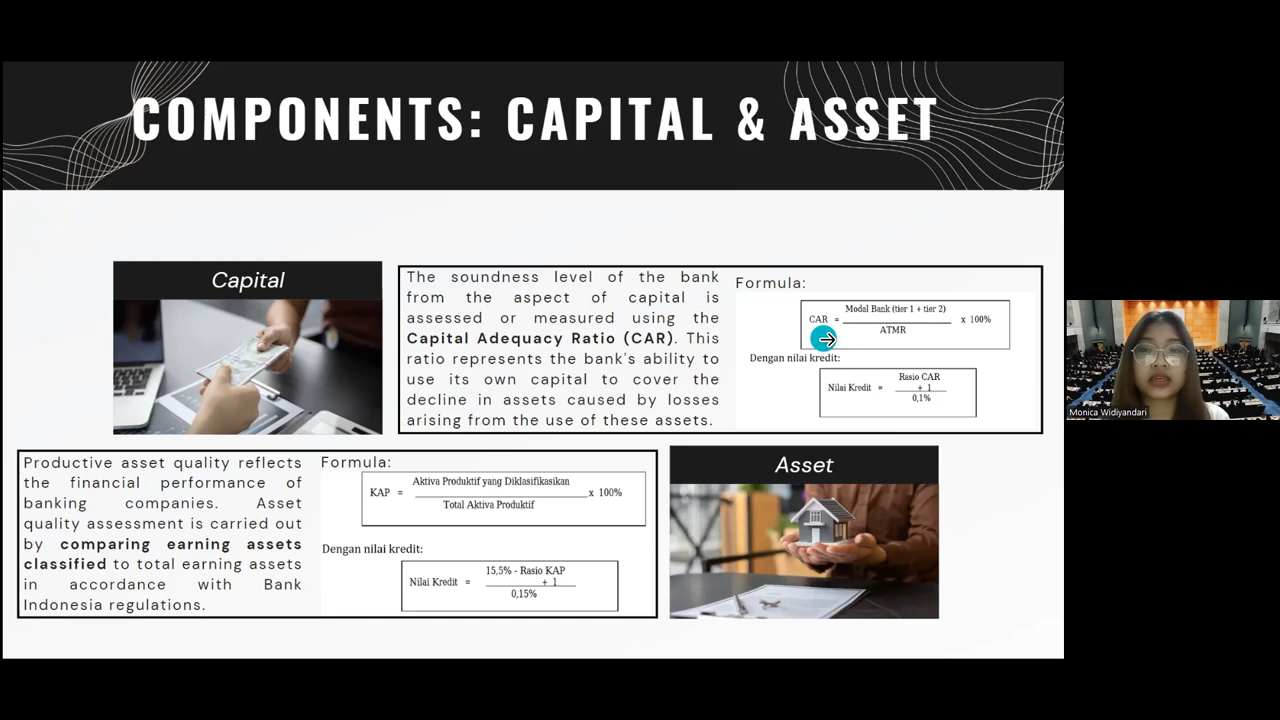 COMPONENTS: CAPITAL & ASSET
Capital
The soundness level of the bank
from the aspect of capital is
assessed or measured using the
Capital Adequacy Ratio (CAR). This
ratio represents the bank's ability to
use its own capital to cover the
decline in assets caused by losses
arising from the use of these assets.
Formula:
Modal Bank (tier 1 + tier 2)
CAR = x 100%
ATMR
Dengan nilai kredit:
Rasio CAR
Nilai Kredit = + 1
0,1%
Monica Widiyandari
Productive asset quality reflects
the financial performance of
banking companies. Asset
quality assessment is carried out
by comparing earning assets
classified to total earning assets
in accordance with Bank
Indonesia regulations.
Formula:
Aktiva Produktif yang Diklasifikasikan
KAP = x 100%
Total Aktiva Produktif
Dengan nilai kredit:
15,5% - Rasio KAP
Nilai Kredit = + 1
0,15%
Asset